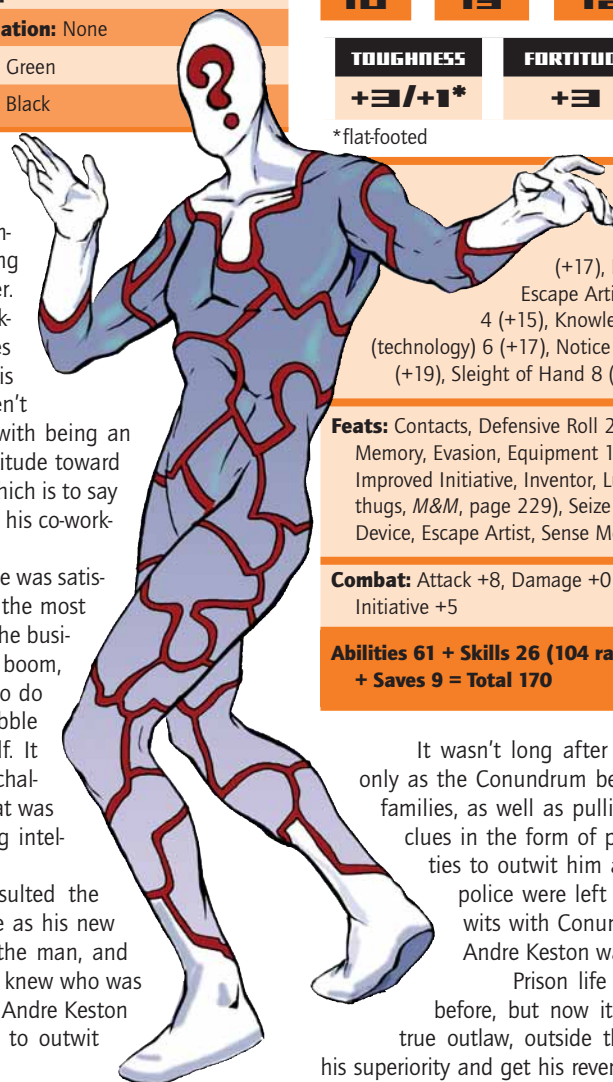 ation: None
Green
Black
n-
ng
er.
k-
es
is
en't
with being an
itude toward
hich is to say
his co-work-
e was satis-
the most
he busi-
boom,
o do
bble
lf. It
chal-
at was
g intel-
sulted the
e as his new
the man, and
knew who was
Andre Keston
to outwit
TOUGHNESS
FORTITUD
+3/+1*
+3
*flat-footed
(+17),
Escape Arti
4 (+15), Knowle
(technology) 6 (+17), Notice
(+19), Sleight of Hand 8 (
Feats: Contacts, Defensive Roll 2
Memory, Evasion, Equipment 1
Improved Initiative, Inventor, L
thugs, M&M, page 229), Seize
Device, Escape Artist, Sense M
Combat: Attack +8, Damage +0
Initiative +5
Abilities 61 + Skills 26 (104 ra
+ Saves 9 = Total 170
It wasn't long after
only as the Conundrum be
families, as well as pulli
clues in the form of p
ties to outwit him a
police were left
wits with Conun
Andre Keston wa
Prison life
before, but now it
true outlaw, outside th
his superiority and get his reven